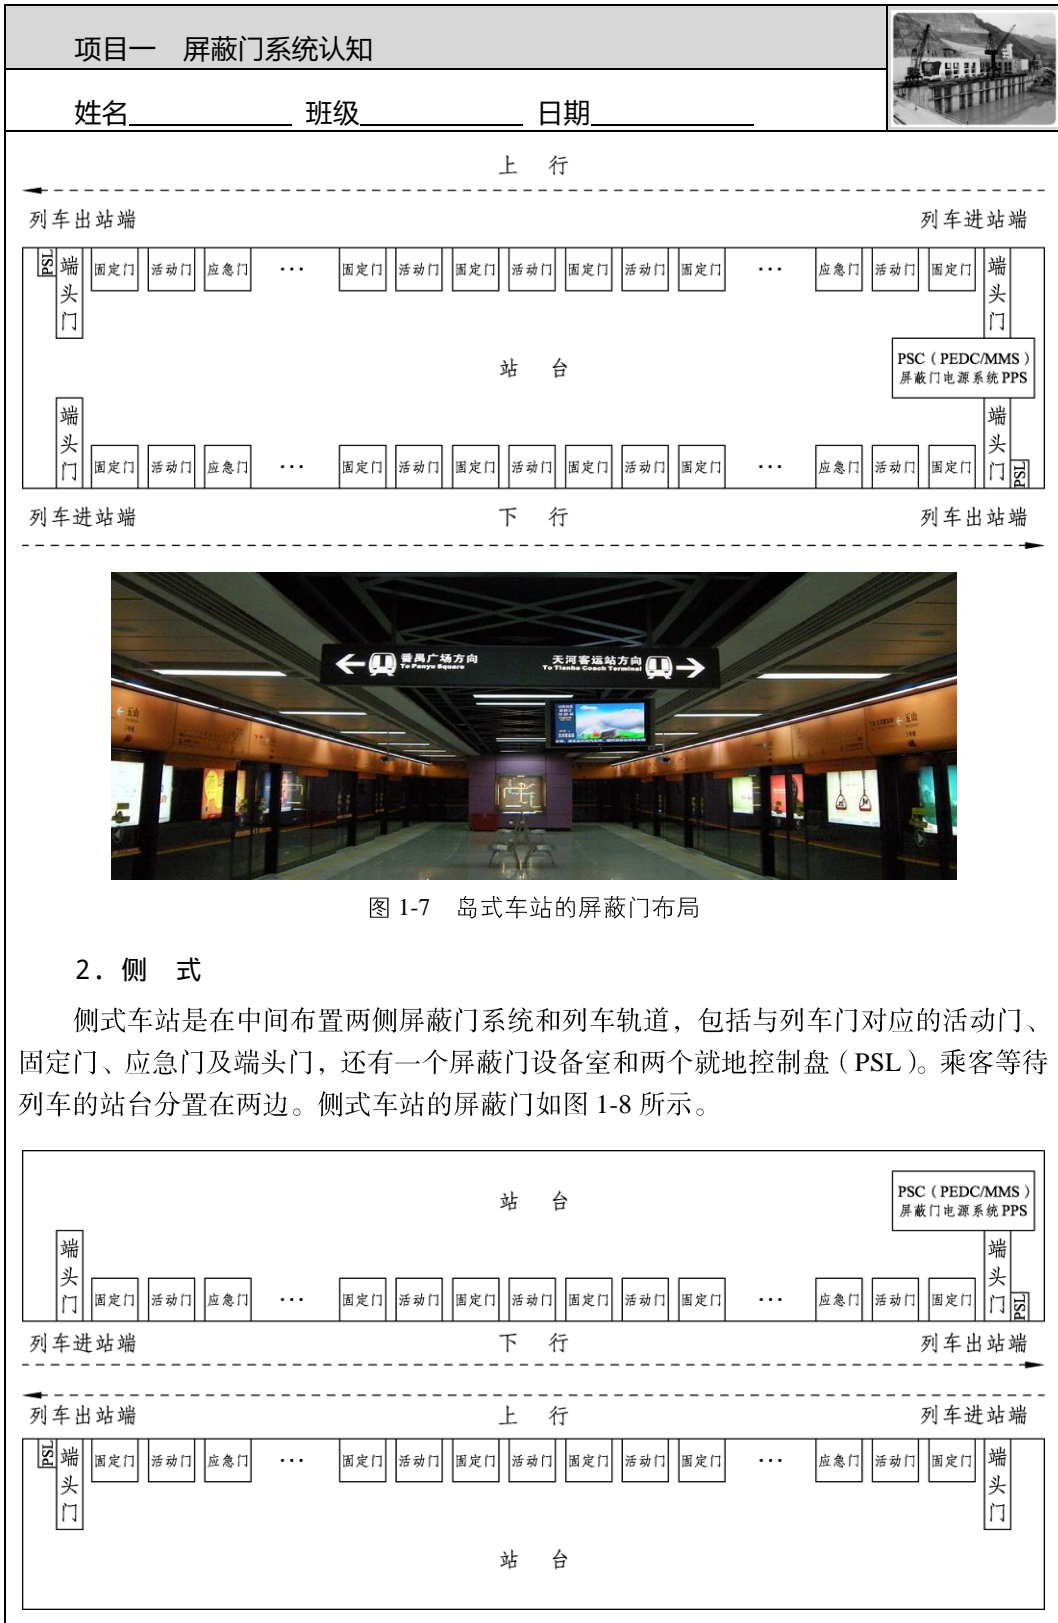 项目一 屏蔽门系统认知
姓名 班级 日期
上 行
列车出站端 列车进站端
PSL 端头门 固定门 活动门 应急门 … 固定门 活动门 固定门 活动门 固定门 活动门 固定门 … 应急门 活动门 固定门 端头门
站 台
PSC（PEDC/MMS）
屏蔽门电源系统 PPS
端头门 固定门 活动门 应急门 … 固定门 活动门 固定门 活动门 固定门 活动门 固定门 … 应急门 活动门 固定门 端头门 PSL
列车进站端 下 行 列车出站端
番禺广场方向 天河客运站方向
To Panyu Square To Tianhe Coach Terminal
五山 五山
图 1-7 岛式车站的屏蔽门布局
2．侧 式
侧式车站是在中间布置两侧屏蔽门系统和列车轨道，包括与列车门对应的活动门、
固定门、应急门及端头门，还有一个屏蔽门设备室和两个就地控制盘（PSL）。乘客等待
列车的站台分置在两边。侧式车站的屏蔽门如图 1-8 所示。
站 台
PSC（PEDC/MMS）
屏蔽门电源系统 PPS
端头门 固定门 活动门 应急门 … 固定门 活动门 固定门 活动门 固定门 活动门 固定门 … 应急门 活动门 固定门 端头门 PSL
列车进站端 下 行 列车出站端
列车出站端 上 行 列车进站端
PSL 端头门 固定门 活动门 应急门 … 固定门 活动门 固定门 活动门 固定门 活动门 固定门 … 应急门 活动门 固定门 端头门
站 台